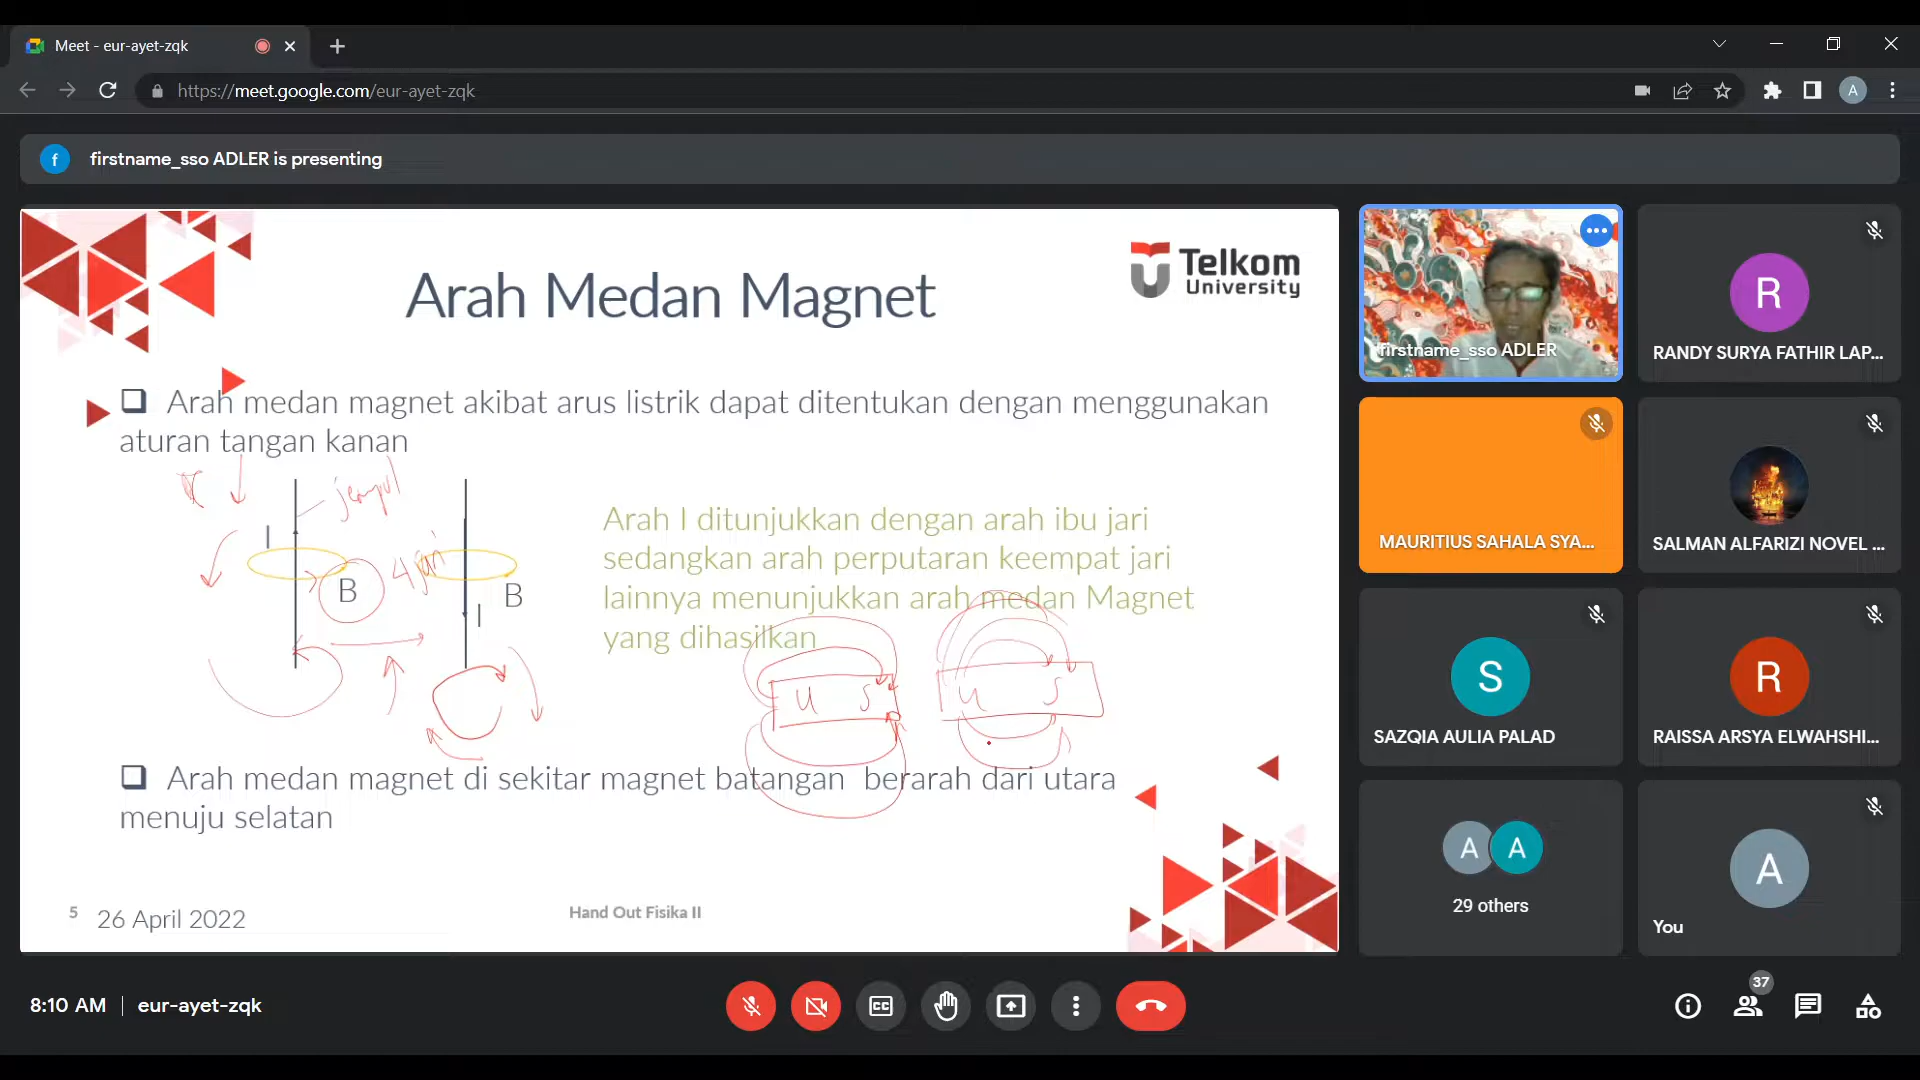 Meet - eur-ayet-zqk
https://meet.google.com/eur-ayet-zqk
A
f
firstname_sso ADLER is presenting
Telkom
University
Arah Medan Magnet
Arah medan magnet akibat arus listrik dapat ditentukan dengan menggunakan
aturan tangan kanan
jempol
I
B
4 jari
B
I
Arah I ditunjukkan dengan arah ibu jari
sedangkan arah perputaran keempat jari
lainnya menunjukkan arah medan Magnet
yang dihasilkan
U S
U S
Arah medan magnet di sekitar magnet batangan berarah dari utara
menuju selatan
5
26 April 2022
Hand Out Fisika II
firstname_sso ADLER
R
RANDY SURYA FATHIR LAP...
MAURITIUS SAHALA SYA...
SALMAN ALFARIZI NOVEL ...
S
SAZQIA AULIA PALAD
R
RAISSA ARSYA ELWAHSHI...
A A
29 others
A
You
8:10 AM | eur-ayet-zqk
CC
37